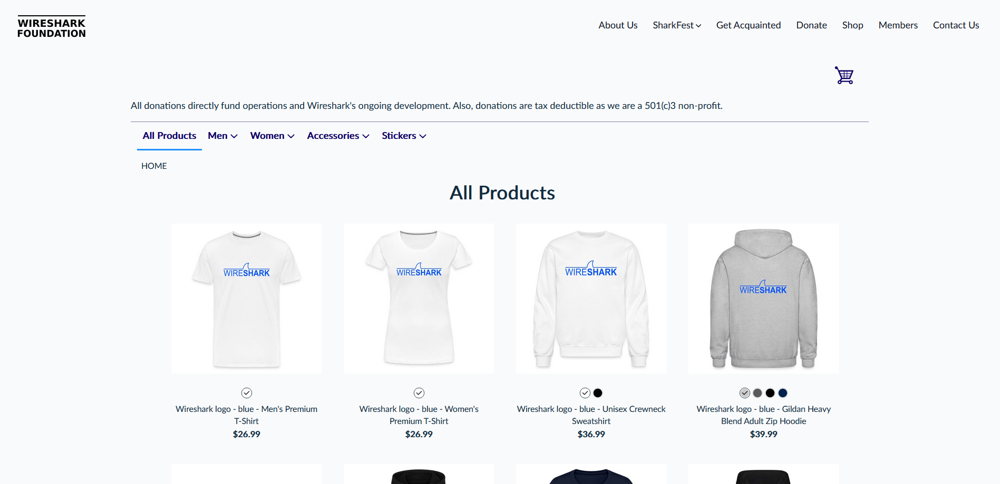 WIRESHARK
FOUNDATION
About Us SharkFest Get Acquainted Donate Shop Members Contact Us
All donations directly fund operations and Wireshark's ongoing development. Also, donations are tax deductible as we are a 501(c)3 non-profit.
All Products Men Women Accessories Stickers
HOME
All Products
WIRESHARK WIRESHARK WIRESHARK WIRESHARK
Wireshark logo - blue - Men's Premium
T-Shirt
$26.99
Wireshark logo - blue - Women's
Premium T-Shirt
$26.99
Wireshark logo - blue - Unisex Crewneck
Sweatshirt
$36.99
Wireshark logo - blue - Gildan Heavy
Blend Adult Zip Hoodie
$39.99